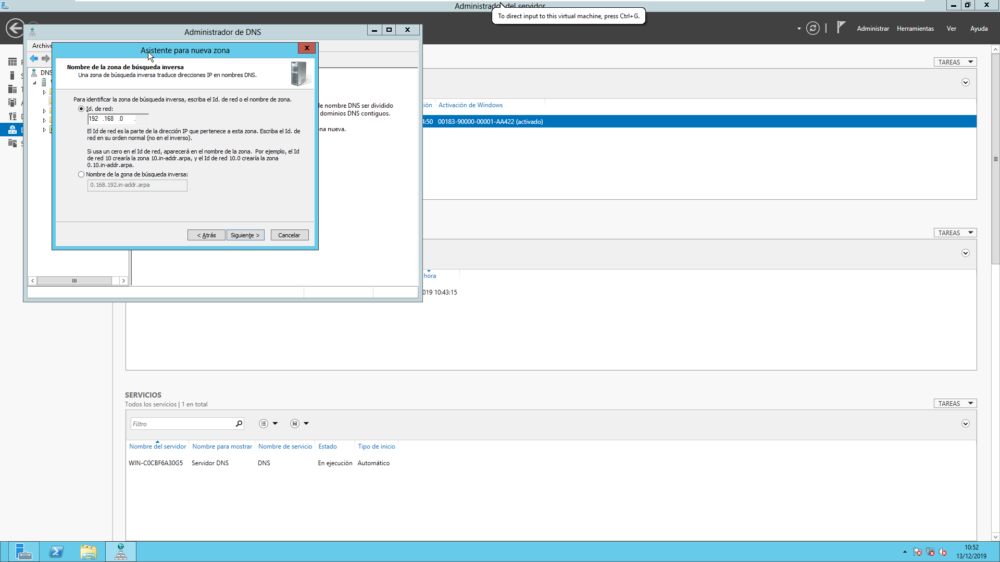 Administrador del servidor
To direct input to this virtual machine, press Ctrl+G.
Administrar Herramientas Ver Ayuda
Administrador de DNS
Archivo
Asistente para nueva zona
Nombre de la zona de búsqueda inversa
Una zona de búsqueda inversa traduce direcciones IP en nombres DNS.
DNS
Para identificar la zona de búsqueda inversa, escriba el Id. de red o el nombre de zona.
Id. de red:
192 .168 .0 .
El Id de red es la parte de la dirección IP que pertenece a esta zona. Escriba el Id. de
red en su orden normal (no en el inverso).
Si usa un cero en el Id de red, aparecerá en el nombre de la zona. Por ejemplo, el Id
de red 10 crearía la zona 10.in-addr.arpa, y el Id de red 10.0 crearía la zona
0.10.in-addr.arpa.
Nombre de la zona de búsqueda inversa:
0.168.192.in-addr.arpa
< Atrás Siguiente > Cancelar
de nombre DNS ser dividido
dominios DNS contiguos.
na nueva.
TAREAS
ión Activación de Windows
4:50 00183-90000-00001-AA422 (activado)
TAREAS
hora
019 10:43:15
SERVICIOS
Todos los servicios | 1 en total
TAREAS
Filtro
Nombre del servidor Nombre para mostrar Nombre de servicio Estado Tipo de inicio
WIN-C0CBF6A30G5 Servidor DNS DNS En ejecución Automático
10:52
13/12/2019